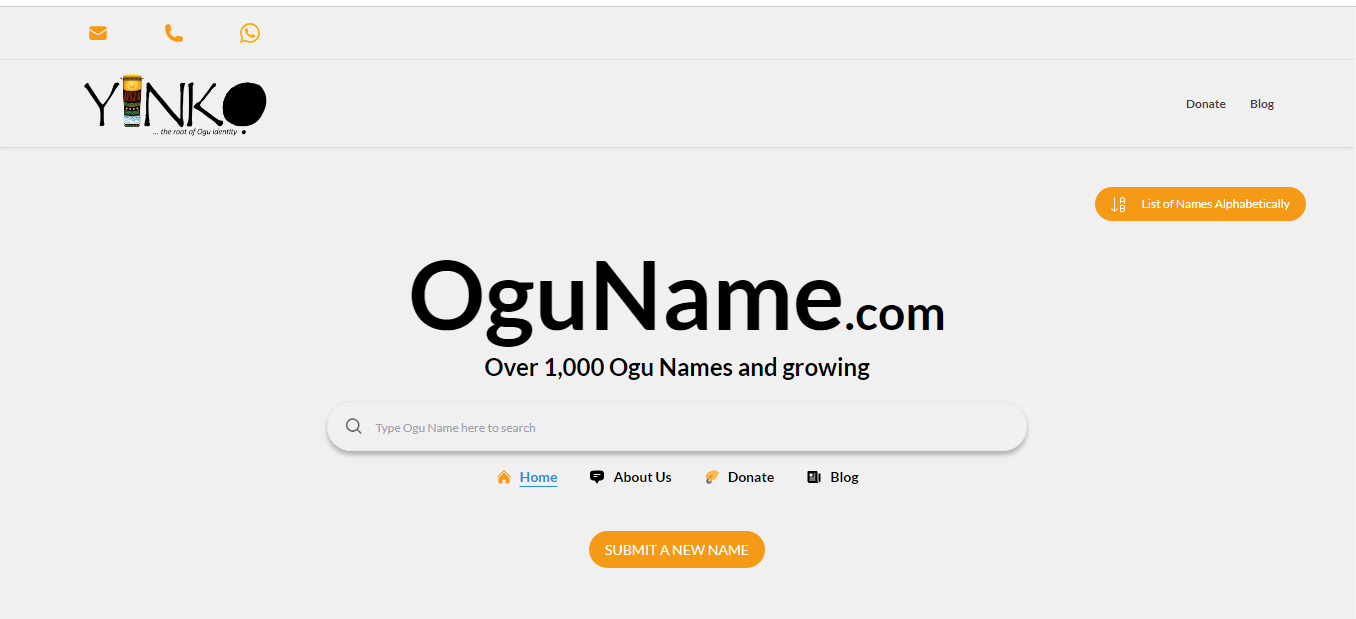 YINKO
... the root of Ogu identity
Donate
Blog
List of Names Alphabetically
OguName.com
Over 1,000 Ogu Names and growing
Type Ogu Name here to search
Home
About Us
Donate
Blog
SUBMIT A NEW NAME